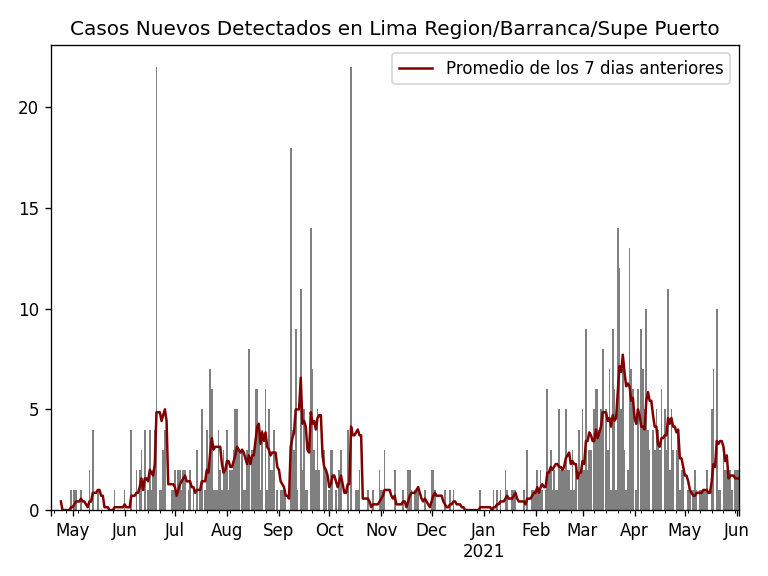 Casos Nuevos Detectados en Lima Region/Barranca/Supe Puerto
Promedio de los 7 dias anteriores
20
15
10
5
0
May Jun Jul Aug Sep Oct Nov Dec Jan Feb Mar Apr May Jun
2021